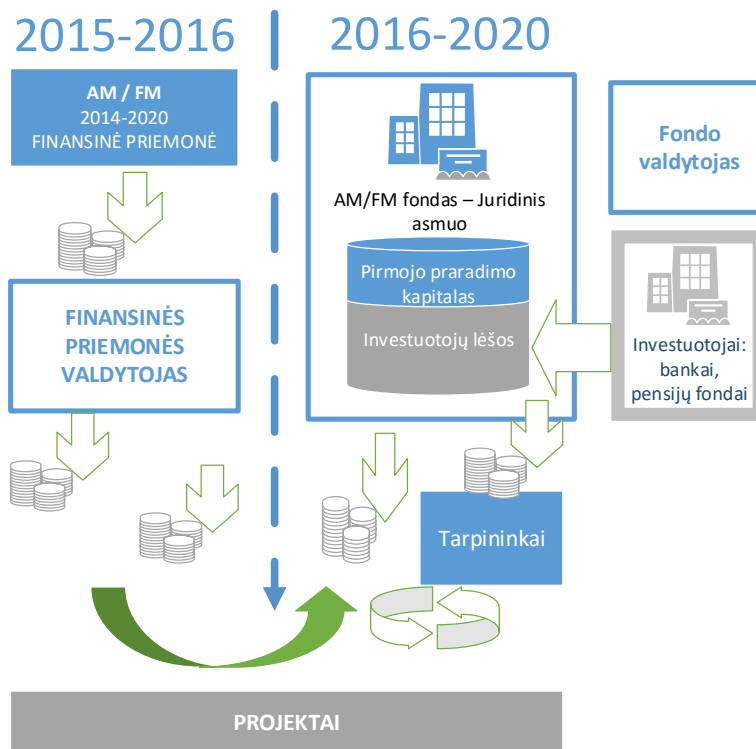 2015-2016
AM / FM
2014-2020
FINANSINĖ PRIEMONĖ
FINANSINĖS
PRIEMONĖS
VALDYTOJAS
2016-2020
AM/FM fondas – Juridinis
asmuo
Pirmojo praradimo
kapitalas
Investuotojų lėšos
Fondo
valdytojas
Investuotojai:
bankai,
pensijų fondai
Tarpininkai
PROJEKTAI